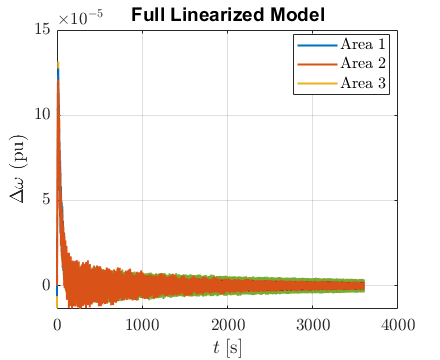 Full Linearized Model
×10⁻⁵
15
10
5
0
Δω (pu)
Area 1
Area 2
Area 3
0 1000 2000 3000 4000
t [s]